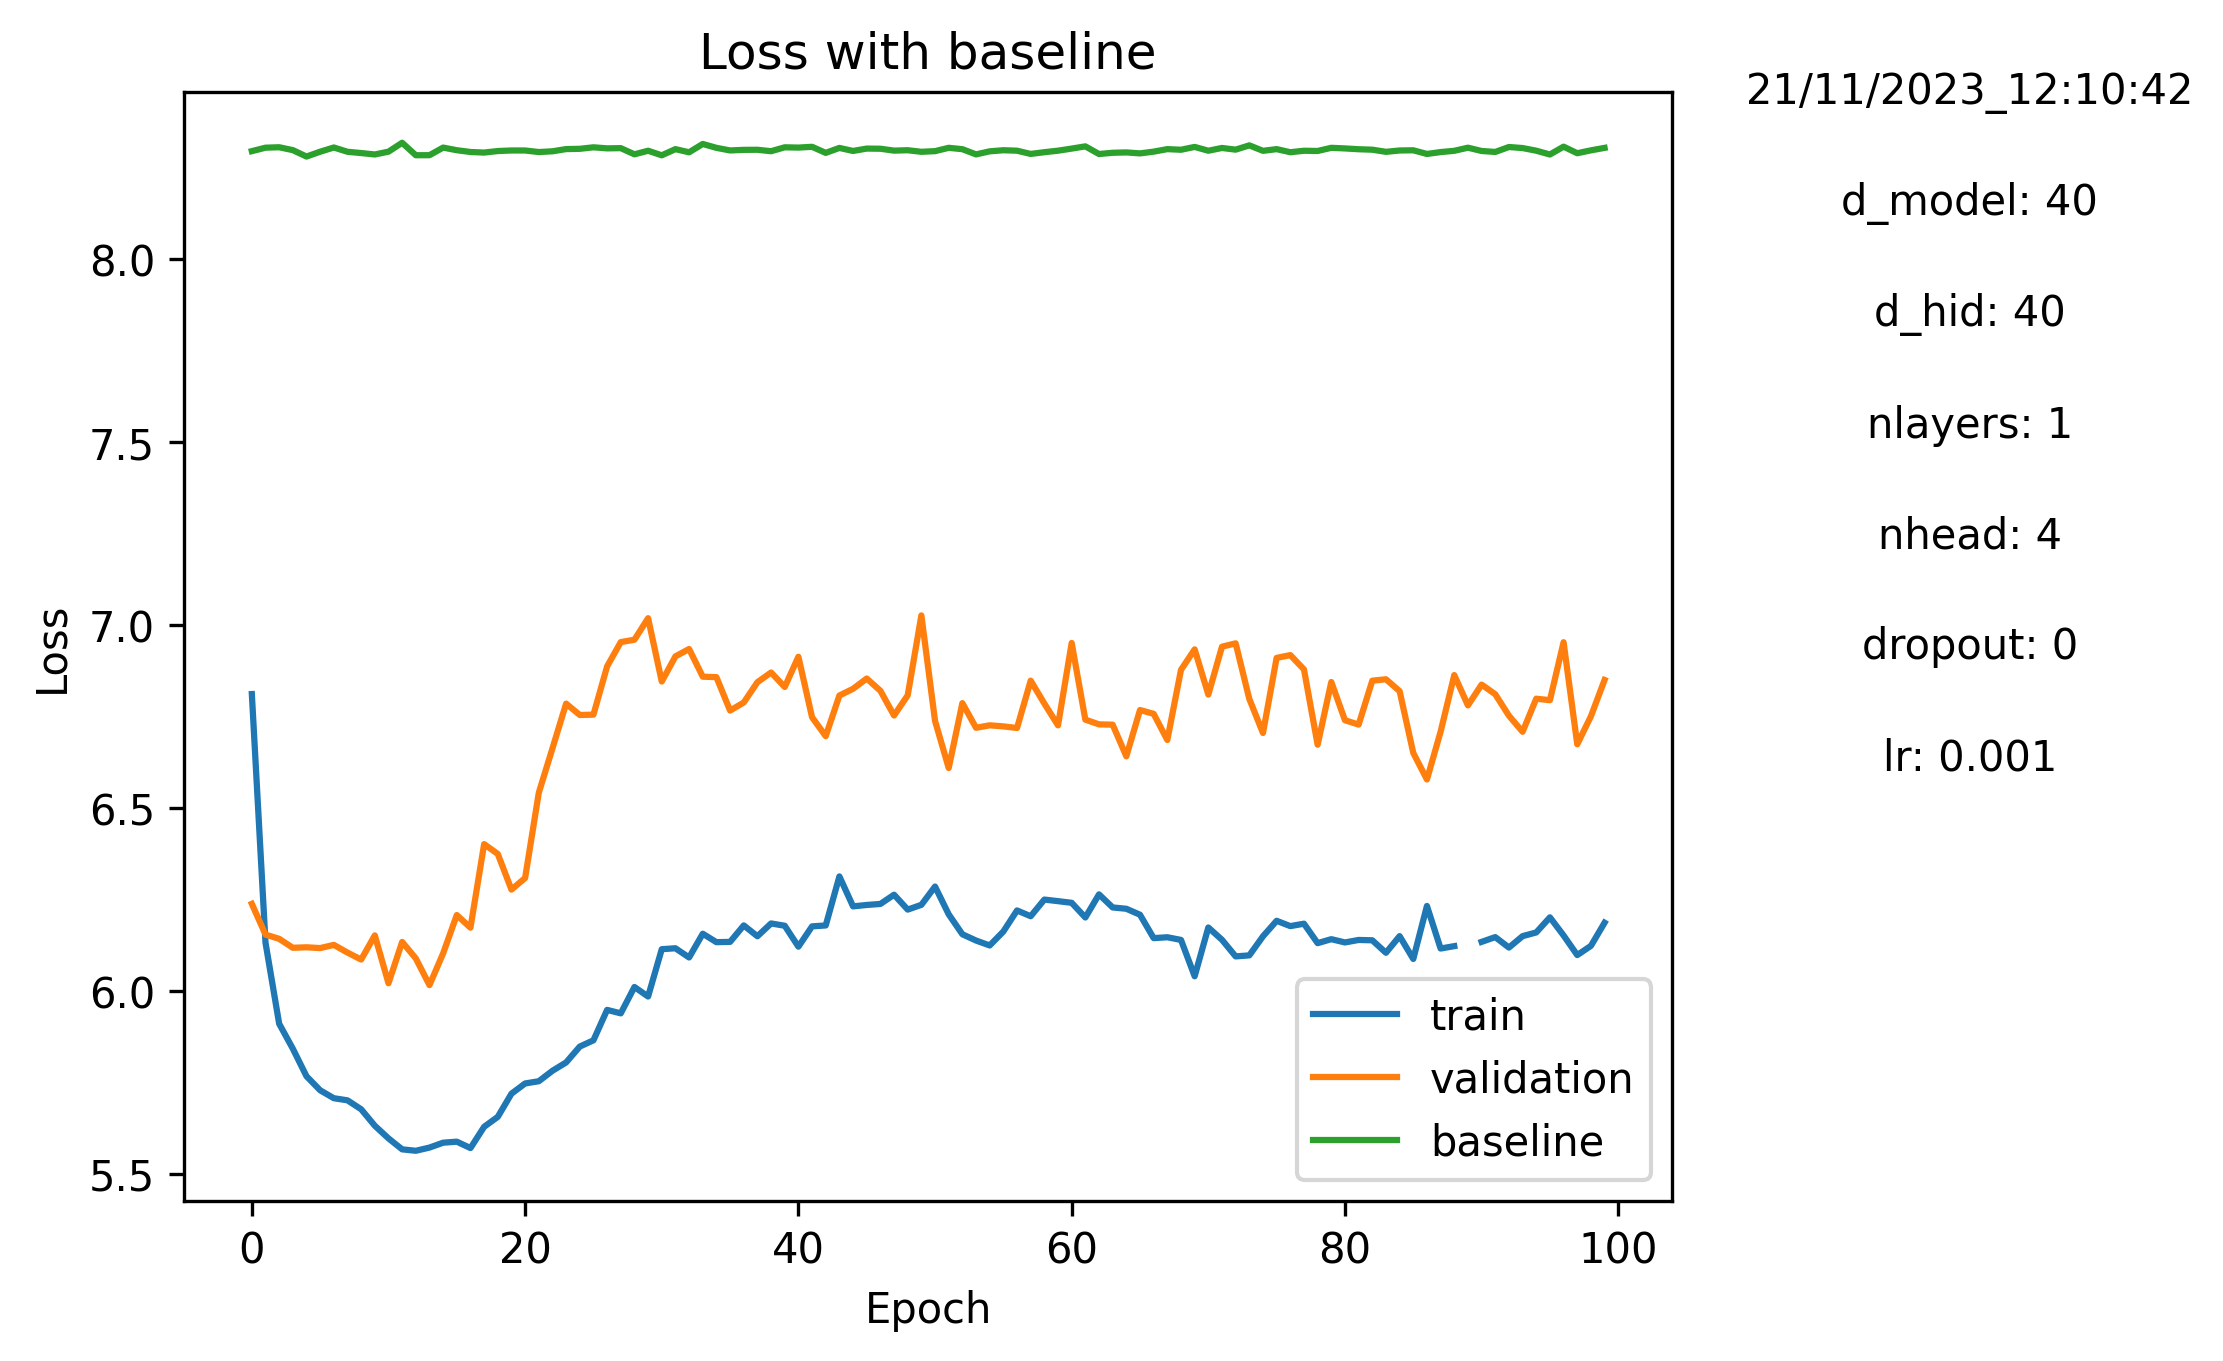 Loss with baseline
21/11/2023_12:10:42
d_model: 40
d_hid: 40
nlayers: 1
nhead: 4
dropout: 0
lr: 0.001
Loss
8.0
7.5
7.0
6.5
6.0
5.5
train
validation
baseline
0 20 40 60 80 100
Epoch